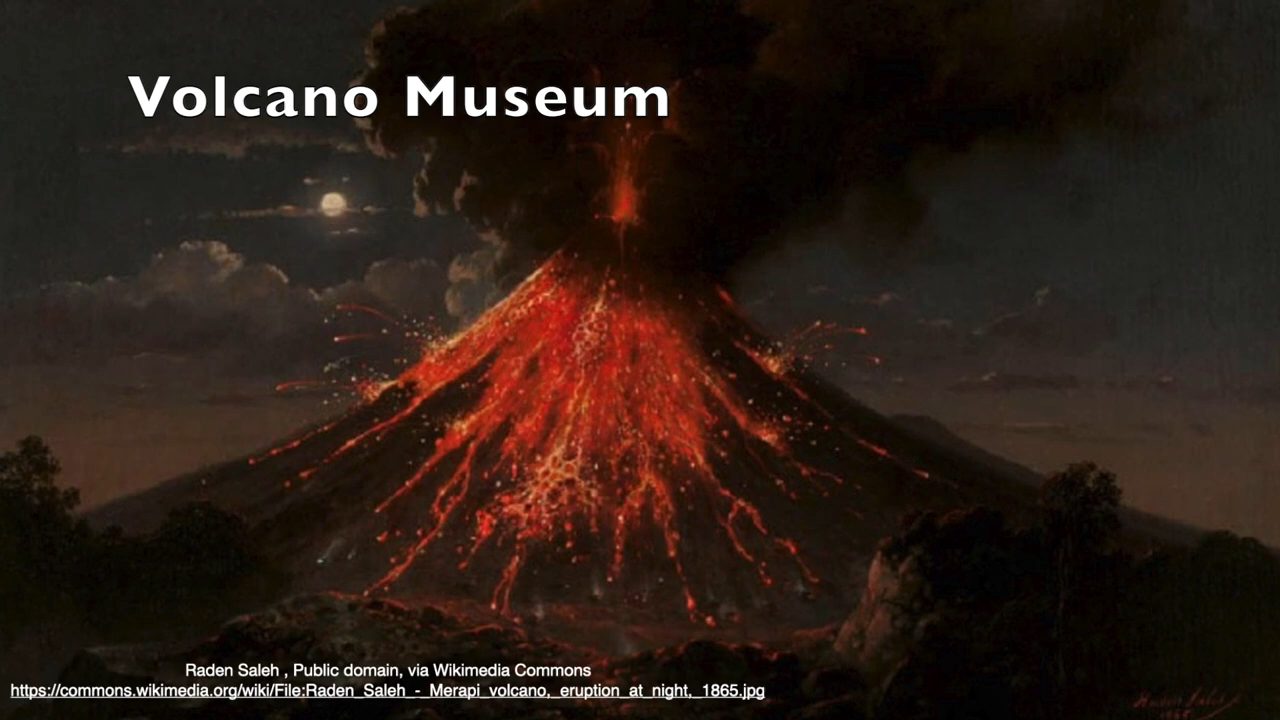 Volcano Museum
Raden Saleh , Public domain, via Wikimedia Commons
https://commons.wikimedia.org/wiki/File:Raden_Saleh_-_Merapi_volcano,_eruption_at_night,_1865.jpg